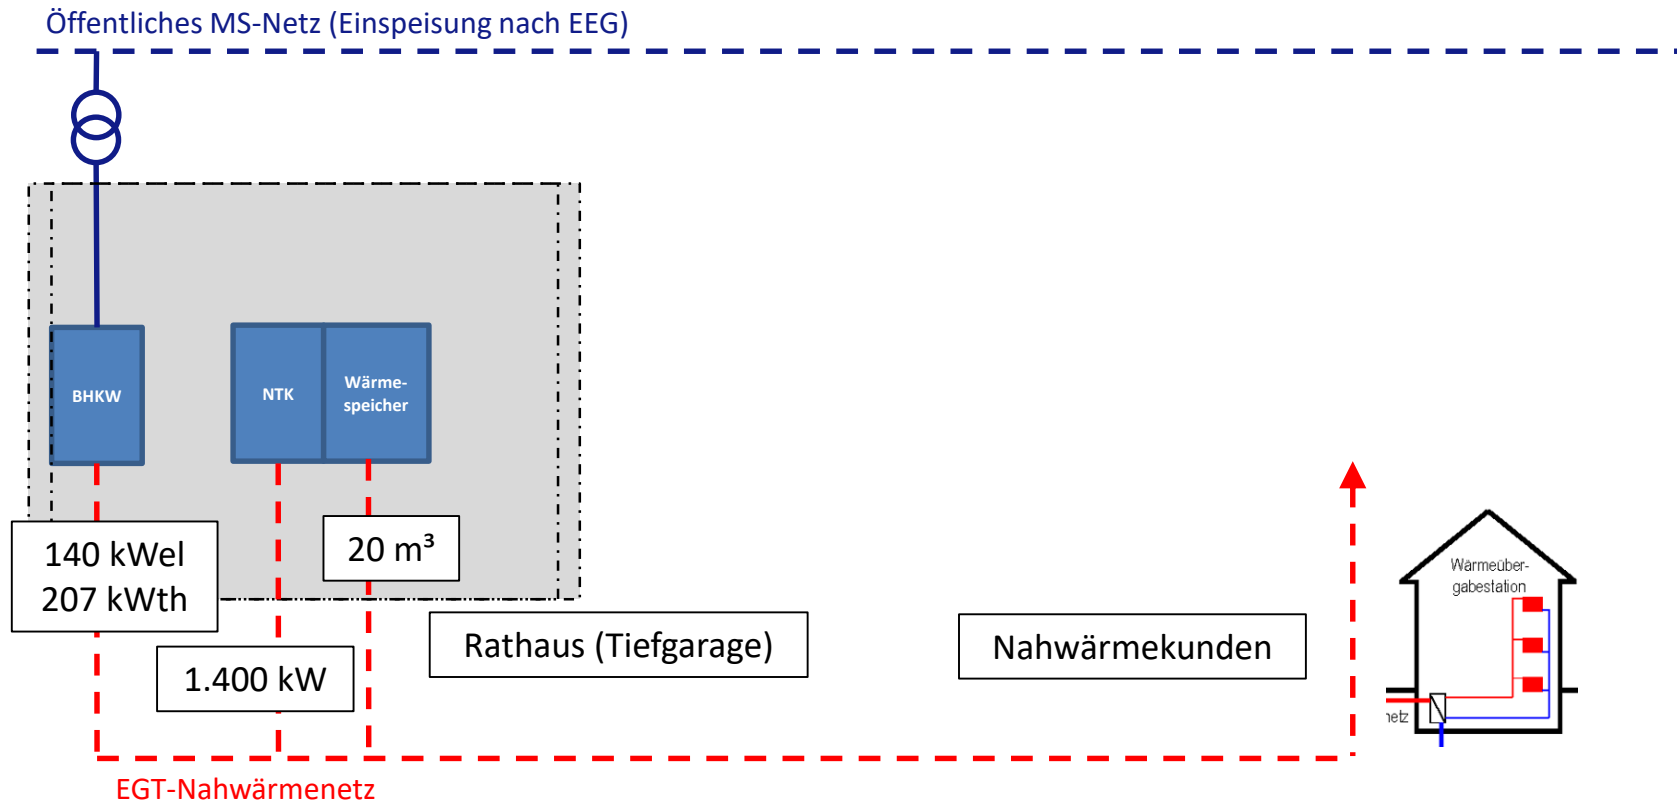 Öffentliches MS-Netz (Einspeisung nach EEG)
BHKW
NTK
Wärme-
speicher
140 kWel
207 kWth
20 m³
1.400 kW
Rathaus (Tiefgarage)
Nahwärmekunden
Wärmeüber-
gabestation
netz
EGT-Nahwärmenetz